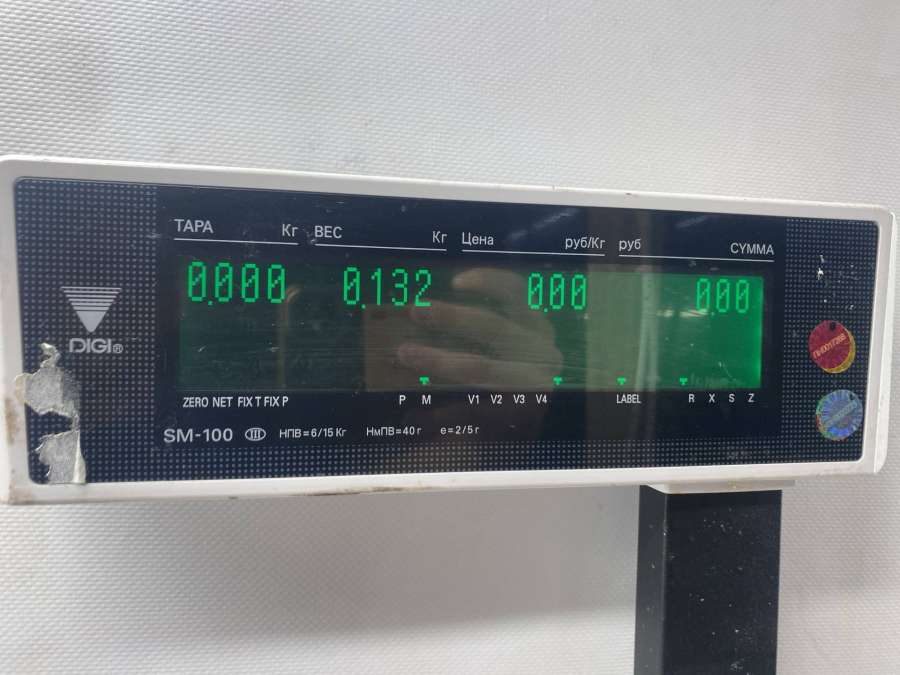 ТАРА Кг ВЕС Кг Цена руб/Кг руб СУММА
0.000 0.132 0.00 0.00
DIGI®
ZERO NET FIX T FIX P P M V1 V2 V3 V4 LABEL R X S Z
SM-100 III НПВ=6/15 Кг НмПВ=40 г е=2/5 г